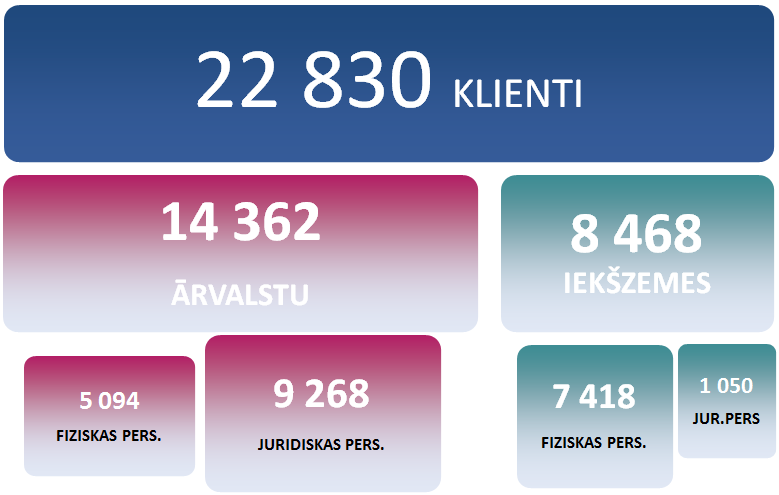 22 830 KLIENTI
14 362
ĀRVALSTU
8 468
IEKŠZEMES
5 094
FIZISKAS PERS.
9 268
JURIDISKAS PERS.
7 418
FIZISKAS PERS.
1 050
JUR.PERS